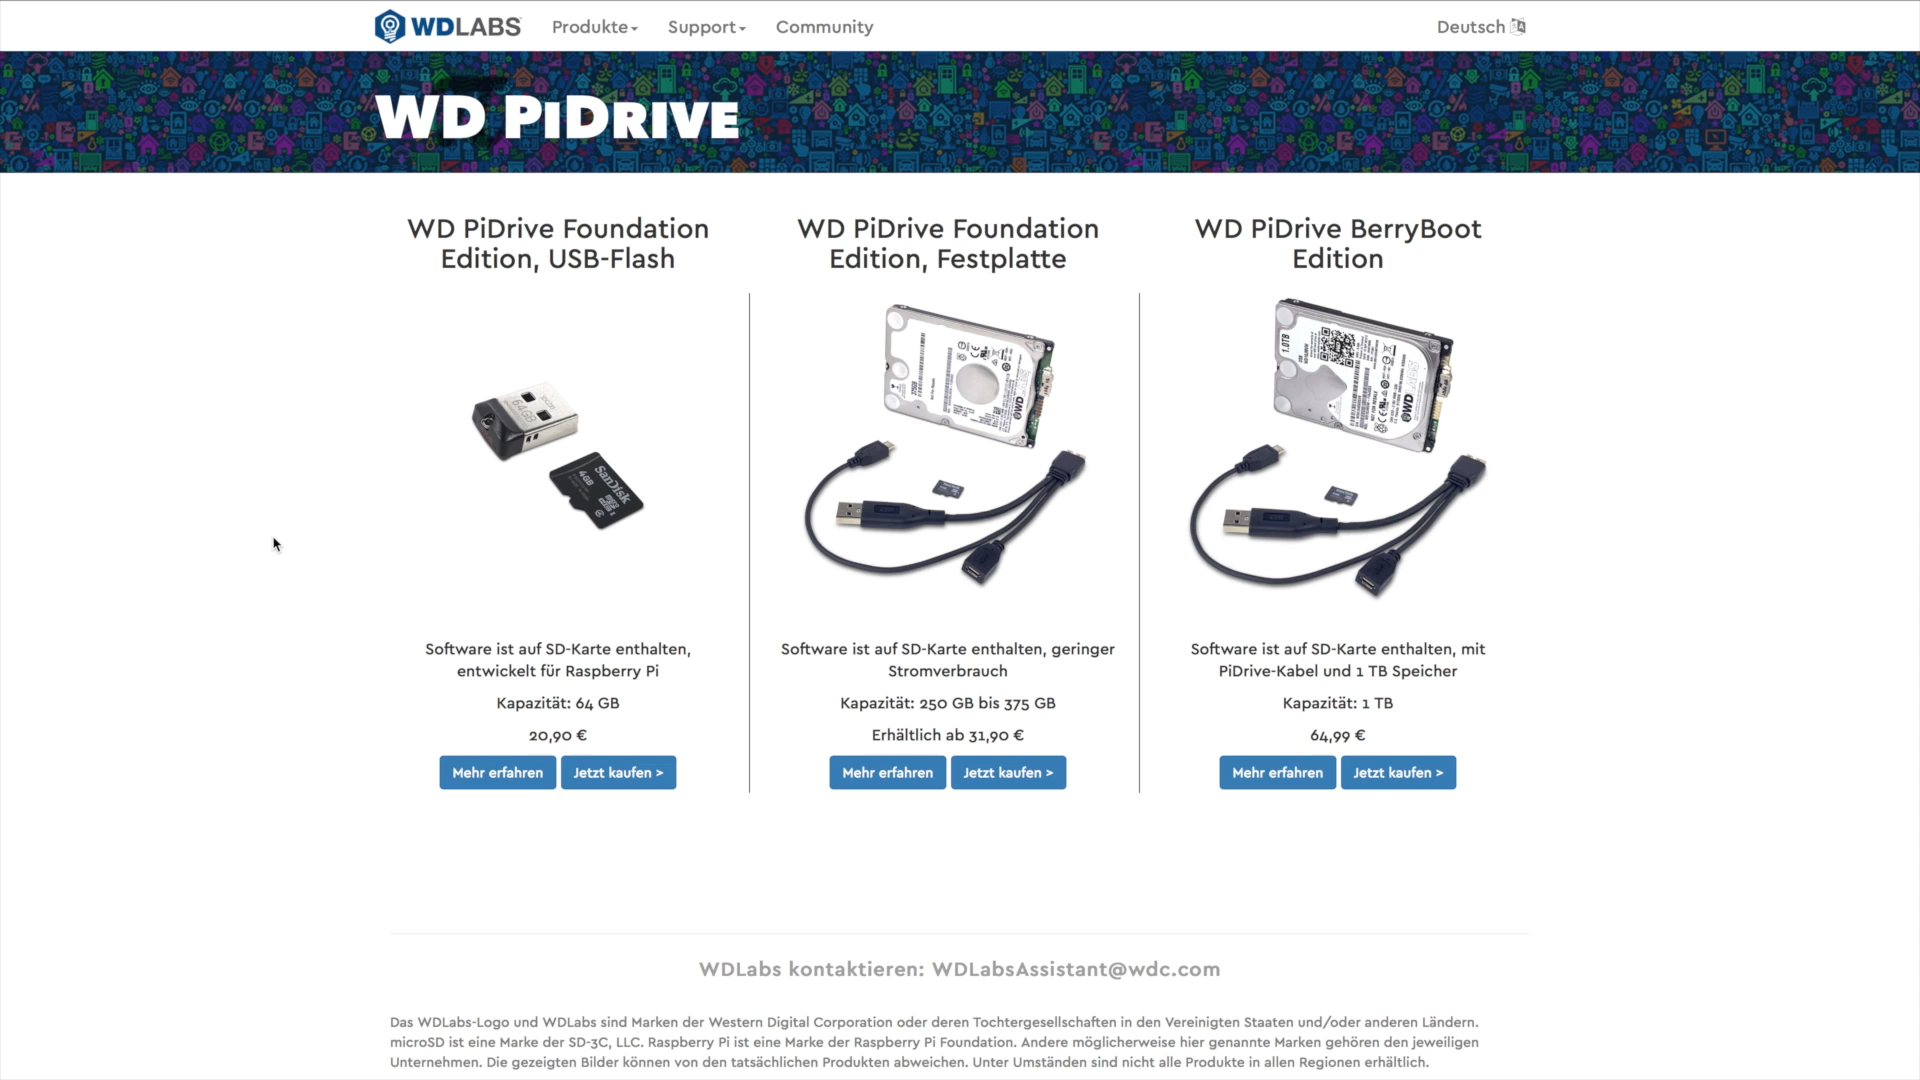 WDLABS Produkte Support Community Deutsch
WD PiDrive
WD PiDrive Foundation
Edition, USB-Flash
WD PiDrive Foundation
Edition, Festplatte
WD PiDrive BerryBoot
Edition
64GB
SanDisk
4GB
WD
1.0TB
WDLABS
Software ist auf SD-Karte enthalten,
entwickelt für Raspberry Pi
Kapazität: 64 GB
20,90 €
Mehr erfahren Jetzt kaufen >
Software ist auf SD-Karte enthalten, geringer
Stromverbrauch
Kapazität: 250 GB bis 375 GB
Erhältlich ab 31,90 €
Mehr erfahren Jetzt kaufen >
Software ist auf SD-Karte enthalten, mit
PiDrive-Kabel und 1 TB Speicher
Kapazität: 1 TB
64,99 €
Mehr erfahren Jetzt kaufen >
WDLabs kontaktieren: WDLabsAssistant@wdc.com
Das WDLabs-Logo und WDLabs sind Marken der Western Digital Corporation oder deren Tochtergesellschaften in den Vereinigten Staaten und/oder anderen Ländern.
microSD ist eine Marke der SD-3C, LLC. Raspberry Pi ist eine Marke der Raspberry Pi Foundation. Andere möglicherweise hier genannte Marken gehören den jeweiligen
Unternehmen. Die gezeigten Bilder können von den tatsächlichen Produkten abweichen. Unter Umständen sind nicht alle Produkte in allen Regionen erhältlich.